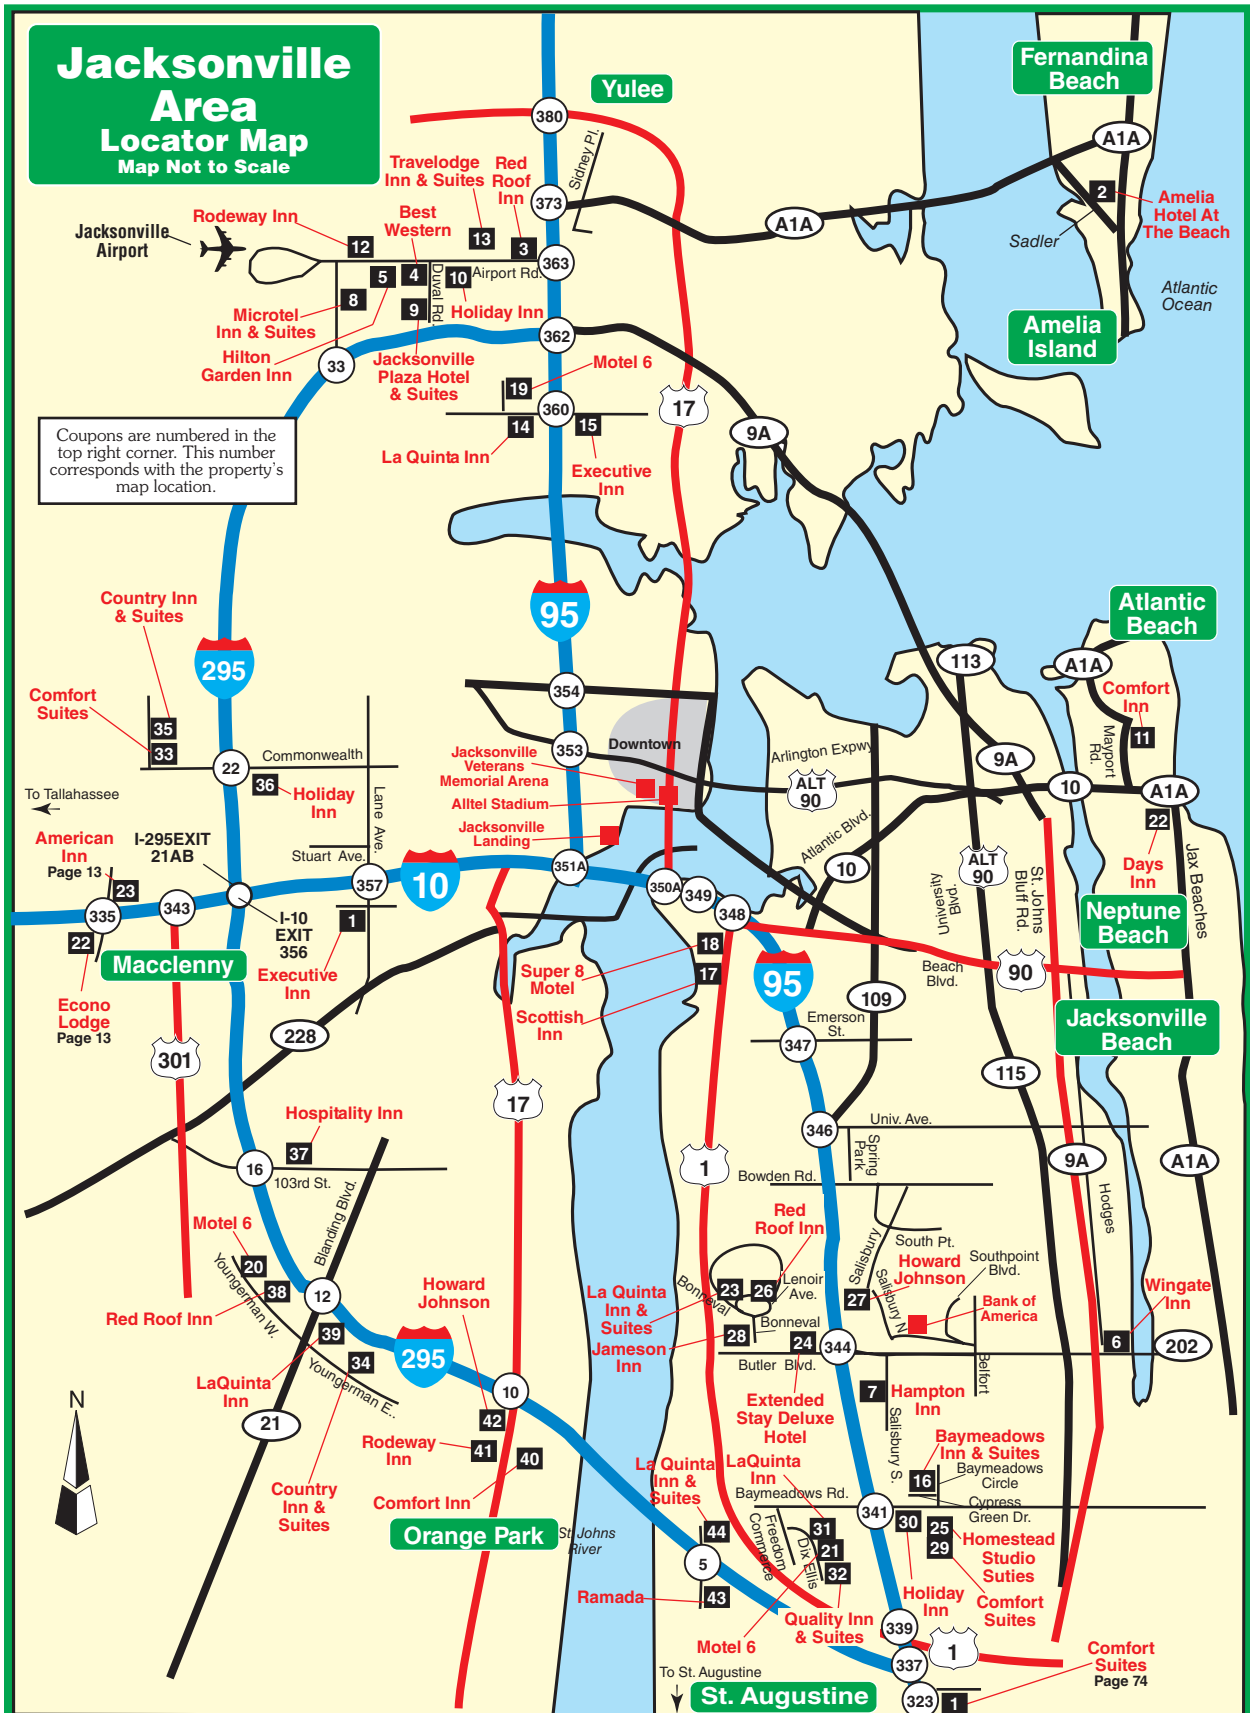 Jacksonville
Area
Locator Map
Map Not to Scale
Yulee
Fernandina
Beach
380
A1A
Sidney Pl.
Travelodge
Inn & Suites
Red
Roof
Inn
373
A1A
2
Amelia
Hotel At
The Beach
Sadler
Rodeway Inn
Best
Western
Jacksonville
Airport
12
13
3
363
5
4
10
Airport Rd.
Duval Rd.
Atlantic
Ocean
8
9
Holiday Inn
Microtel
Inn & Suites
Amelia
Island
362
33
Hilton
Garden Inn
Jacksonville
Plaza Hotel
& Suites
Motel 6
19
360
17
14
15
9A
Coupons are numbered in the
top right corner. This number
corresponds with the property's
map location.
La Quinta Inn
Executive
Inn
Country Inn
& Suites
95
Atlantic
Beach
295
113
A1A
Comfort
Suites
354
Comfort
Inn
35
33
11
Mayport
Rd.
353
Downtown
Commonwealth
22
Jacksonville
Veterans
Memorial Arena
Arlington Expwy
9A
36
Holiday
Inn
ALT
90
10
A1A
To Tallahassee
Alltel Stadium
Lane Ave.
22
American
Inn
Page 13
I-295EXIT
21AB
Jacksonville
Landing
Atlantic Blvd.
Stuart Ave.
Days
Inn
Jax Beaches
351A
10
ALT
90
23
357
10
350A
349
University
Blvd.
St. Johns
Bluff Rd.
335
343
348
Neptune
Beach
1
I-10
EXIT
356
22
18
Macclenny
Executive
Inn
Super 8
Motel
17
95
Beach
Blvd.
90
Econo
Lodge
Page 13
109
Scottish
Inn
Emerson
St.
Jacksonville
Beach
228
347
301
115
17
Hospitality Inn
346
Univ. Ave.
37
Spring
Park
16
1
9A
A1A
103rd St.
Bowden Rd.
Blanding Blvd.
Hodges
Motel 6
Red
Roof Inn
South Pt.
Salisbury
20
Howard
Johnson
Southpoint
Blvd.
Youngerman W.
Howard
Johnson
La Quinta
Inn &
Suites
Bonneval
23
26
Lenoir
Ave.
27
Salisbury N
Bank of
America
Wingate
Inn
38
12
Red Roof Inn
39
28
Bonneval
24
344
6
202
Jameson
Inn
Butler Blvd.
295
34
Belfort
LaQuinta
Inn
Youngerman E..
10
Extended
Stay Deluxe
Hotel
7
Hampton
Inn
21
42
Salisbury S.
N
Rodeway
Inn
41
40
La Quinta
Inn &
Suites
LaQuinta
Inn
Baymeadows
Inn & Suites
16
Baymeadows
Circle
Country
Inn &
Suites
Comfort Inn
Baymeadows Rd.
Cypress
Green Dr.
341
Orange Park
St. Johns
River
44
Freedom
Commerce
Dix Ellis
31
21
32
30
25
29
Homestead
Studio
Suties
5
Ramada
43
Holiday
Inn
Comfort
Suites
Quality Inn
& Suites
339
Motel 6
1
337
Comfort
Suites
Page 74
To St. Augustine
St. Augustine
323
1